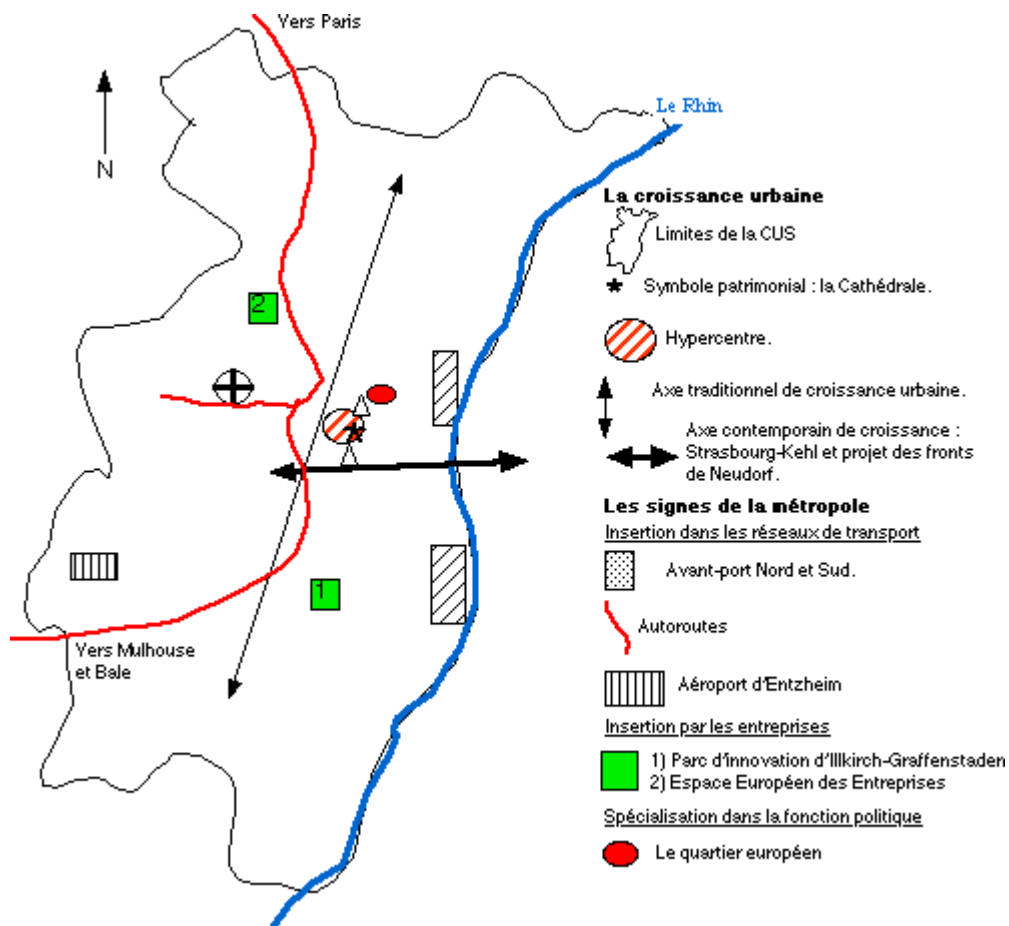 Vers Paris
Le Rhin
N
2
1
Vers Mulhouse
et Bale
La croissance urbaine
Limites de la CUS
Symbole patrimonial : la Cathédrale.
Hypercentre.
Axe traditionnel de croissance urbaine.
Axe contemporain de croissance :
Strasbourg-Kehl et projet des fronts
de Neudorf.
Les signes de la métropole
Insertion dans les réseaux de transport
Avant-port Nord et Sud.
Autoroutes
Aéroport d'Entzheim
Insertion par les entreprises
1) Parc d'innovation d'Illkirch-Graffenstaden
2) Espace Européen des Entreprises
Spécialisation dans la fonction politique
Le quartier européen